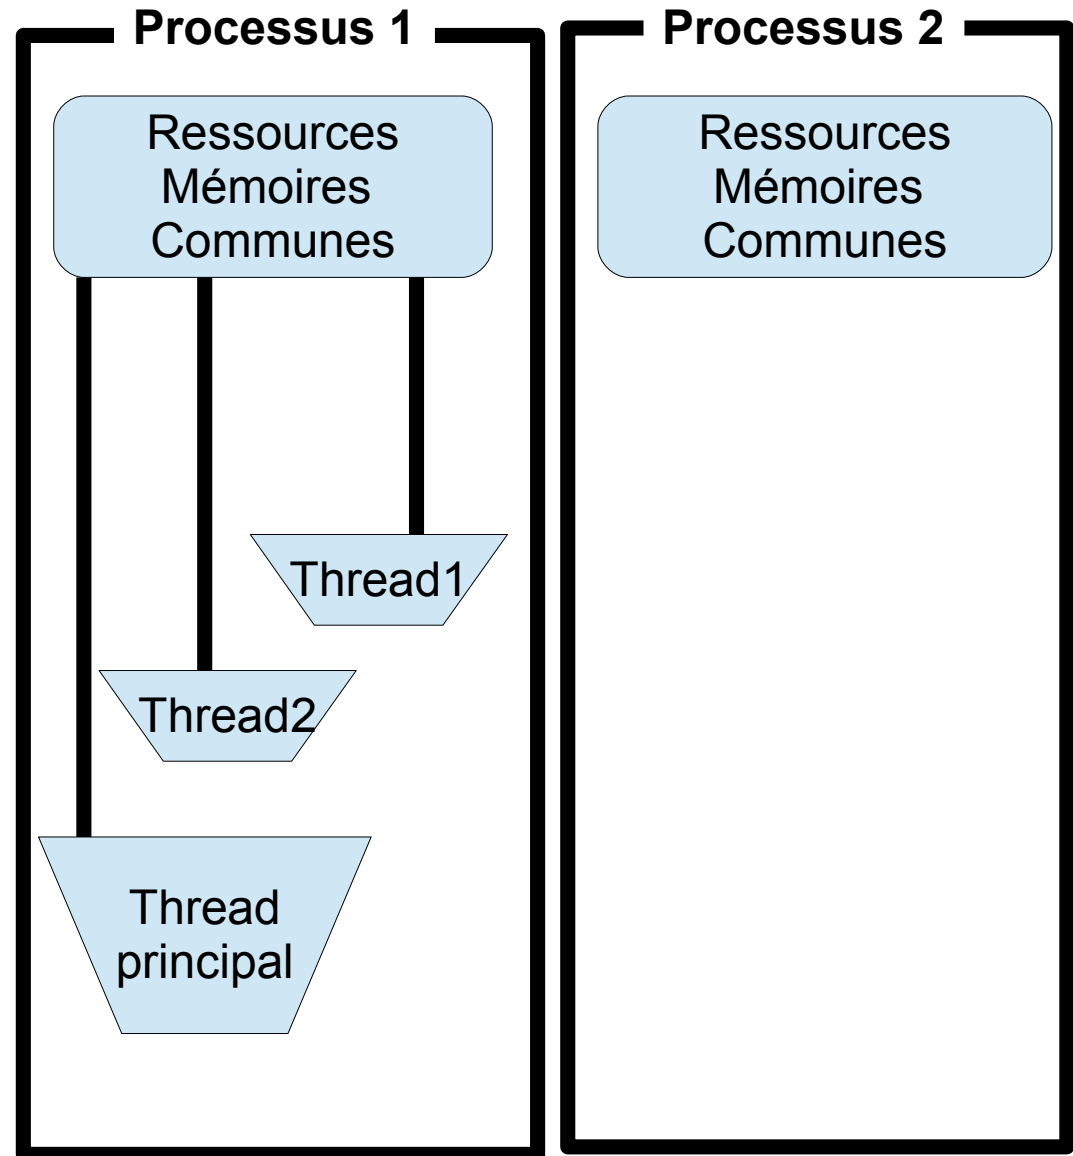 Processus 1
Ressources
Mémoires
Communes
Thread1
Thread2
Thread
principal
Processus 2
Ressources
Mémoires
Communes